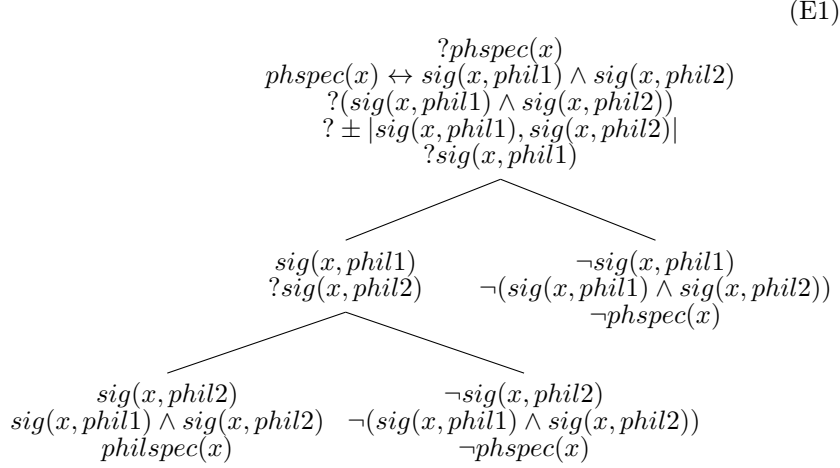 (E1)
?phspec(x)
phspec(x) ↔ sig(x, phil1) ∧ sig(x, phil2)
?(sig(x, phil1) ∧ sig(x, phil2))
? ± |sig(x, phil1), sig(x, phil2)|
?sig(x, phil1)
sig(x, phil1)
?sig(x, phil2)
¬sig(x, phil1)
¬(sig(x, phil1) ∧ sig(x, phil2))
¬phspec(x)
sig(x, phil2)
sig(x, phil1) ∧ sig(x, phil2)
philspec(x)
¬sig(x, phil2)
¬(sig(x, phil1) ∧ sig(x, phil2))
¬phspec(x)